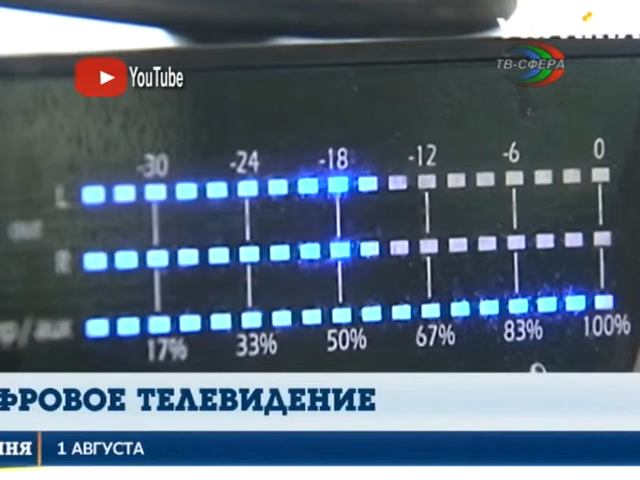 YouTube
ТВ-СФЕРА
-30 -24 -18 -12 -6 0
L
R
/aux
17% 33% 50% 67% 83% 100%
ФРОВОЕ ТЕЛЕВИДЕНИЕ
НЯ 1 АВГУСТА